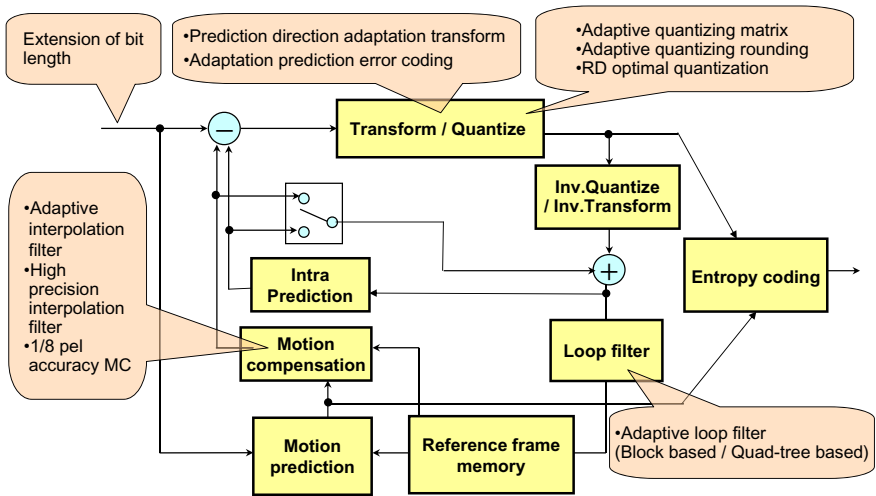 Extension of bit
length
•Prediction direction adaptation transform
•Adaptation prediction error coding
•Adaptive quantizing matrix
•Adaptive quantizing rounding
•RD optimal quantization
−
Transform / Quantize
Inv.Quantize
/ Inv.Transform
•Adaptive
interpolation
filter
•High
precision
interpolation
filter
•1/8 pel
accuracy MC
+
Entropy coding
Intra
Prediction
Motion
compensation
Loop filter
•Adaptive loop filter
(Block based / Quad-tree based)
Motion
prediction
Reference frame
memory